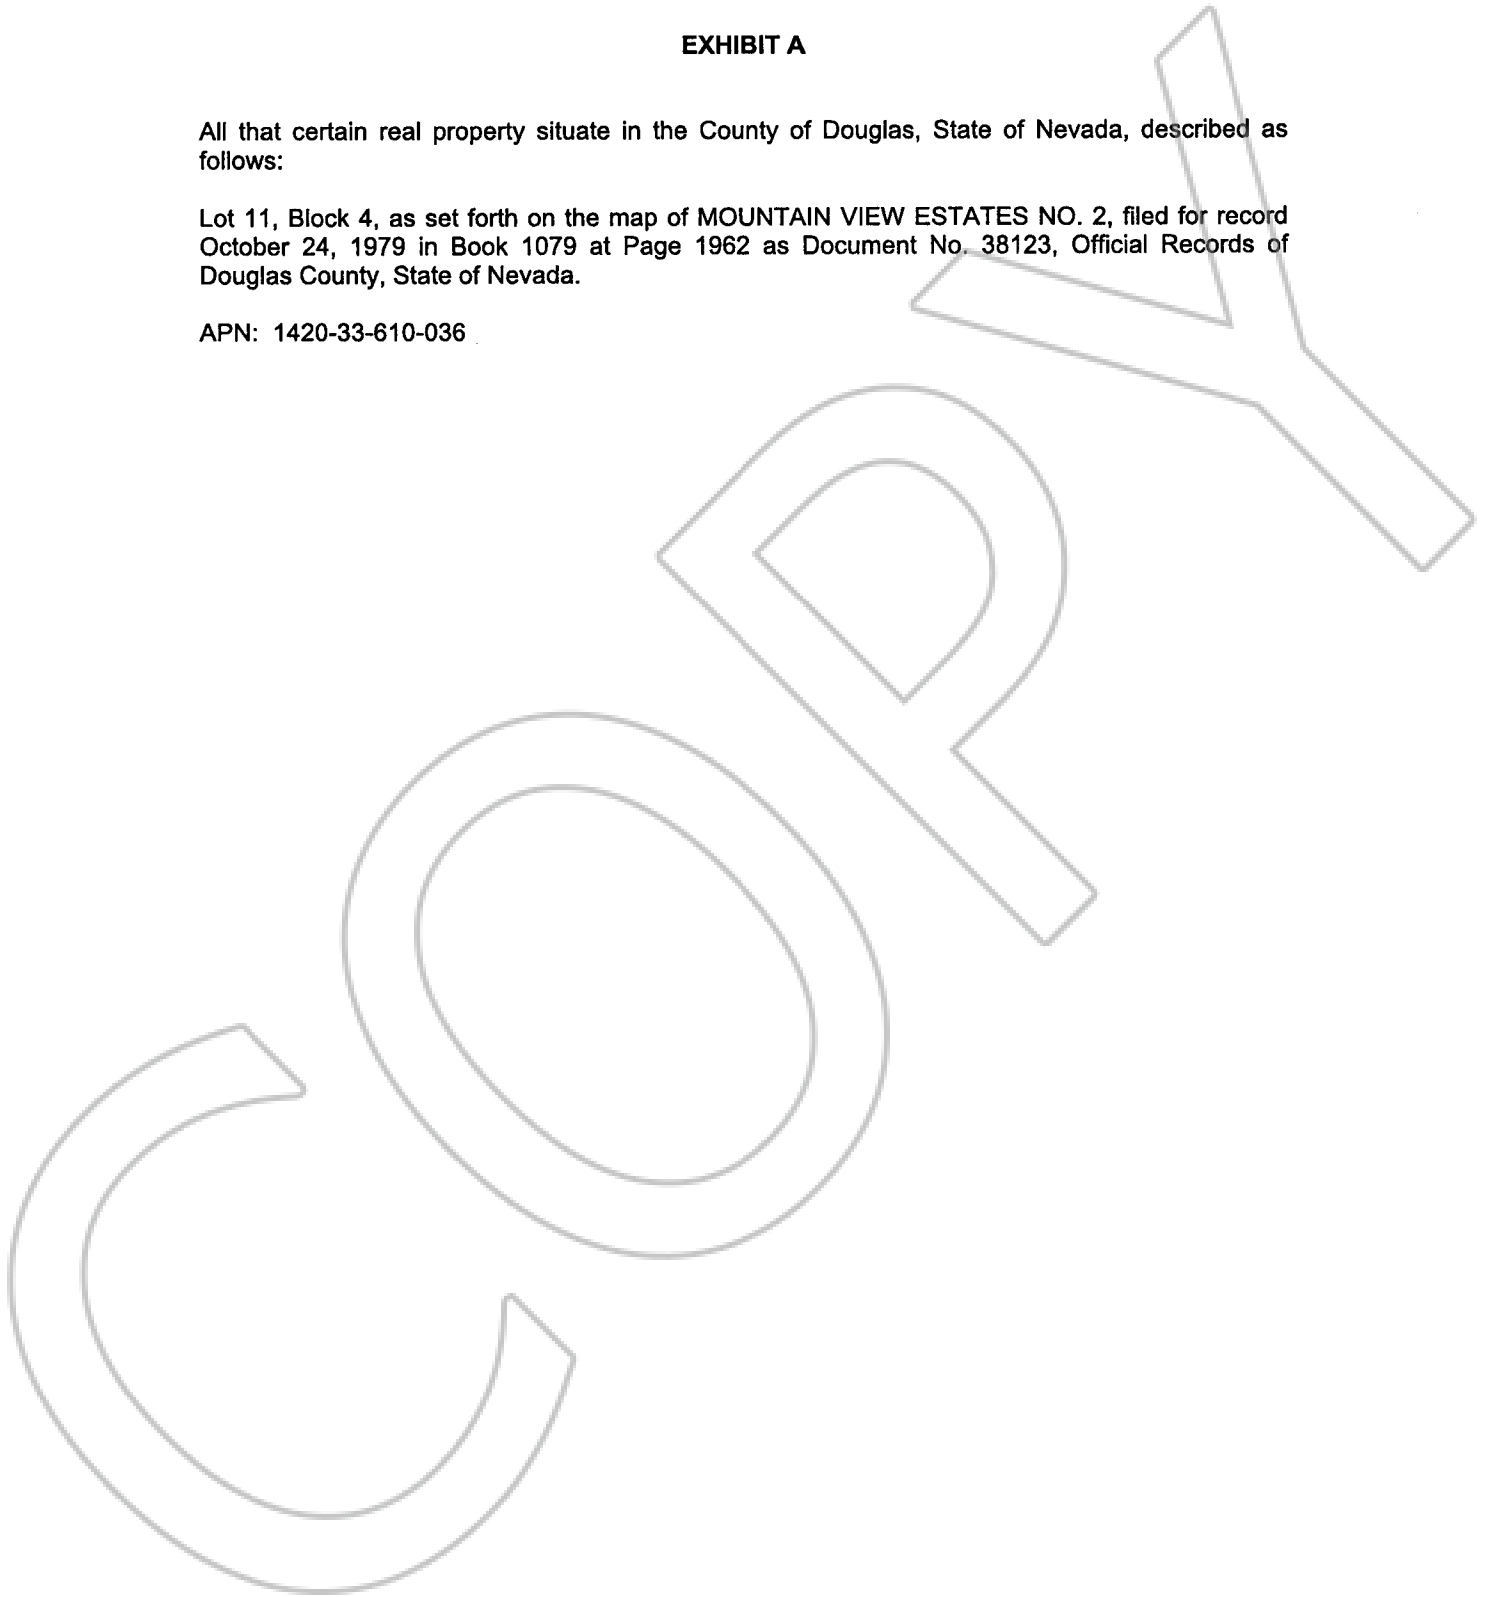 EXHIBIT A
All that certain real property situate in the County of Douglas, State of Nevada, described as
follows:
Lot 11, Block 4, as set forth on the map of MOUNTAIN VIEW ESTATES NO. 2, filed for record
October 24, 1979 in Book 1079 at Page 1962 as Document No. 38123, Official Records of
Douglas County, State of Nevada.
APN: 1420-33-610-036
COPY